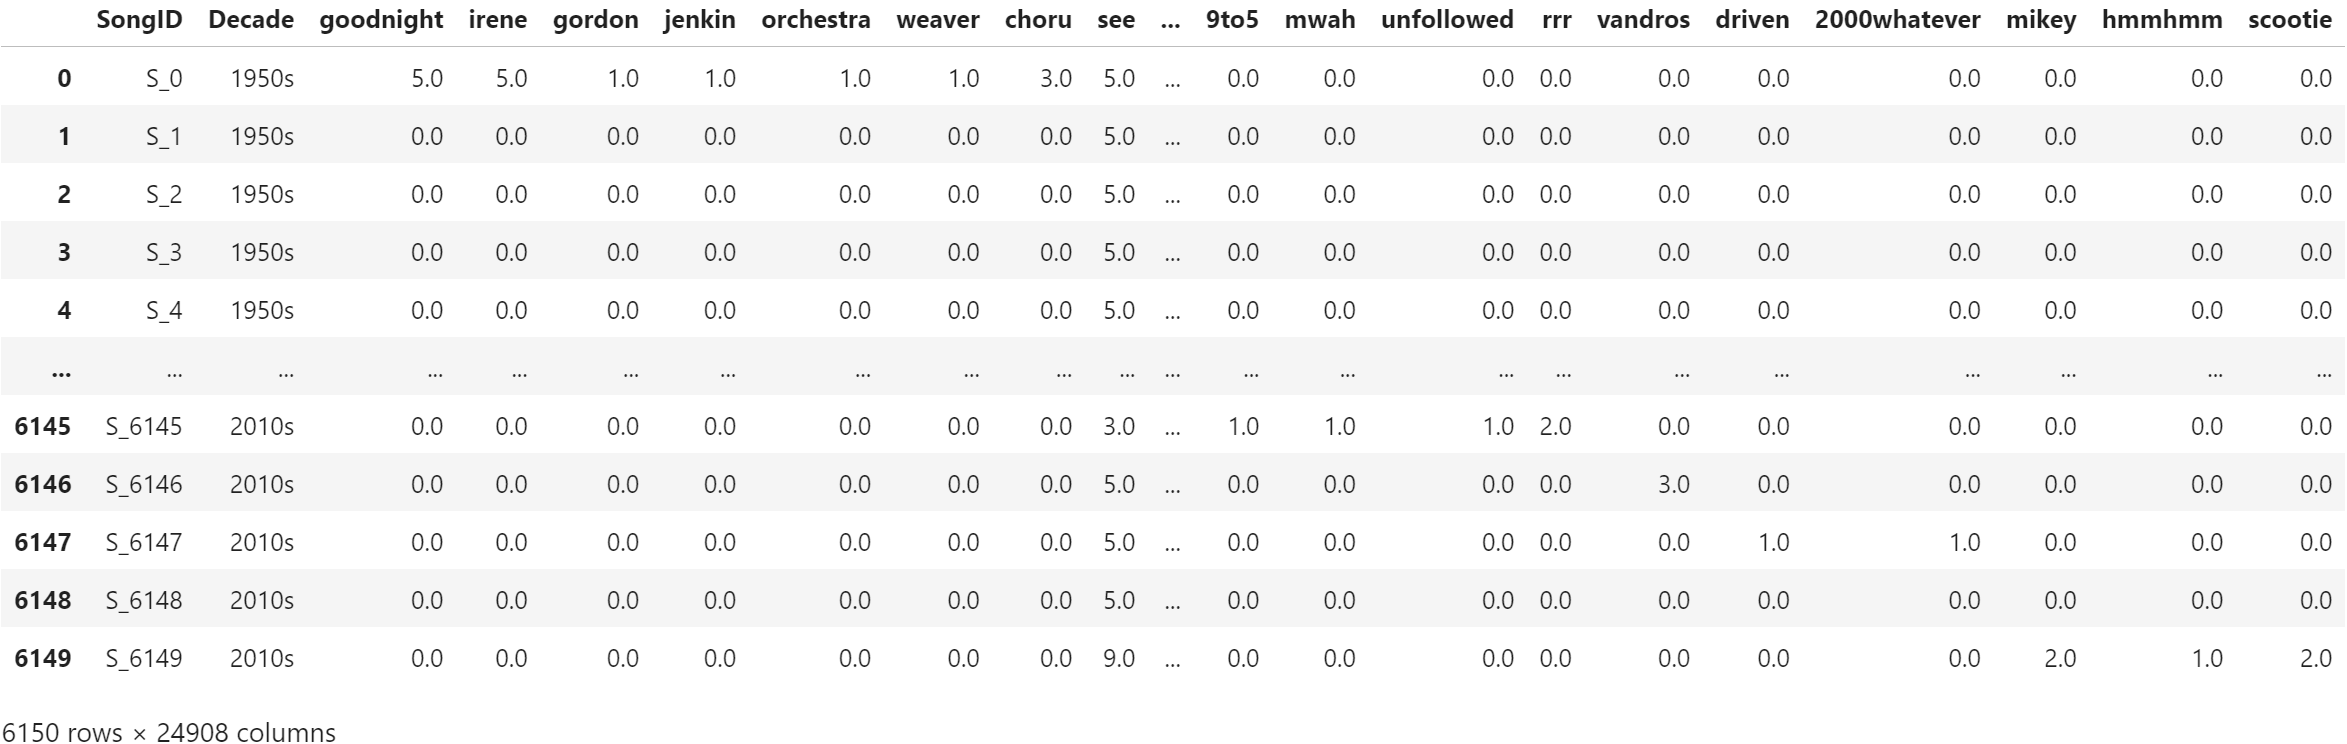 SongID Decade goodnight irene gordon jenkin orchestra weaver choru see ... 9to5 mwah unfollowed rrr vandros driven 2000whatever mikey hmmhmm scootie
0 S_0 1950s 5.0 5.0 1.0 1.0 1.0 1.0 3.0 5.0 ... 0.0 0.0 0.0 0.0 0.0 0.0 0.0 0.0 0.0 0.0
1 S_1 1950s 0.0 0.0 0.0 0.0 0.0 0.0 0.0 5.0 ... 0.0 0.0 0.0 0.0 0.0 0.0 0.0 0.0 0.0 0.0
2 S_2 1950s 0.0 0.0 0.0 0.0 0.0 0.0 0.0 5.0 ... 0.0 0.0 0.0 0.0 0.0 0.0 0.0 0.0 0.0 0.0
3 S_3 1950s 0.0 0.0 0.0 0.0 0.0 0.0 0.0 5.0 ... 0.0 0.0 0.0 0.0 0.0 0.0 0.0 0.0 0.0 0.0
4 S_4 1950s 0.0 0.0 0.0 0.0 0.0 0.0 0.0 5.0 ... 0.0 0.0 0.0 0.0 0.0 0.0 0.0 0.0 0.0 0.0
... ... ... ... ... ... ... ... ... ... ... ... ... ... ... ... ... ... ... ... ... ...
6145 S_6145 2010s 0.0 0.0 0.0 0.0 0.0 0.0 0.0 3.0 ... 1.0 1.0 1.0 2.0 0.0 0.0 0.0 0.0 0.0 0.0
6146 S_6146 2010s 0.0 0.0 0.0 0.0 0.0 0.0 0.0 5.0 ... 0.0 0.0 0.0 0.0 3.0 0.0 0.0 0.0 0.0 0.0
6147 S_6147 2010s 0.0 0.0 0.0 0.0 0.0 0.0 0.0 5.0 ... 0.0 0.0 0.0 0.0 0.0 1.0 1.0 0.0 0.0 0.0
6148 S_6148 2010s 0.0 0.0 0.0 0.0 0.0 0.0 0.0 5.0 ... 0.0 0.0 0.0 0.0 0.0 0.0 0.0 0.0 0.0 0.0
6149 S_6149 2010s 0.0 0.0 0.0 0.0 0.0 0.0 0.0 9.0 ... 0.0 0.0 0.0 0.0 0.0 0.0 0.0 2.0 1.0 2.0
6150 rows × 24908 columns